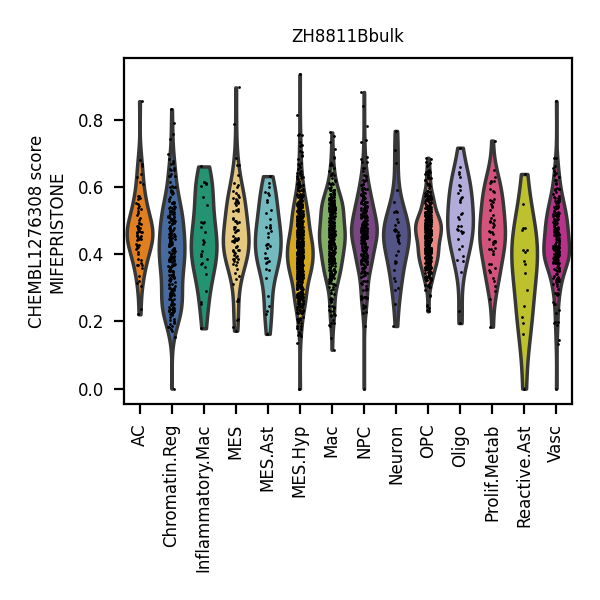 ZH8811Bbulk
CHEMBL1276308 score
MIFEPRISTONE
0.8
0.6
0.4
0.2
0.0
AC
Chromatin.Reg
Inflammatory.Mac
MES
MES.Ast
MES.Hyp
Mac
NPC
Neuron
OPC
Oligo
Prolif.Metab
Reactive.Ast
Vasc